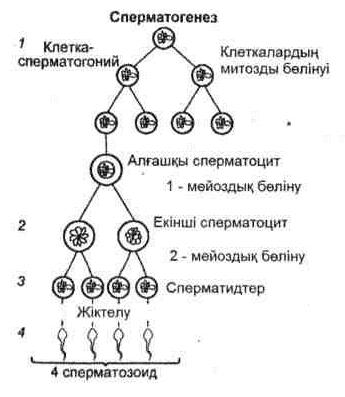 Сперматогенез
1 Клетка-
сперматогоний
Клеткалардың
митозды бөлінуі
Алғашқы сперматоцит
1 - мейоздық бөліну
2 Екінші сперматоцит
2 - мейоздық бөліну
3 Сперматидтер
Жіктелу
4
4 сперматозоид